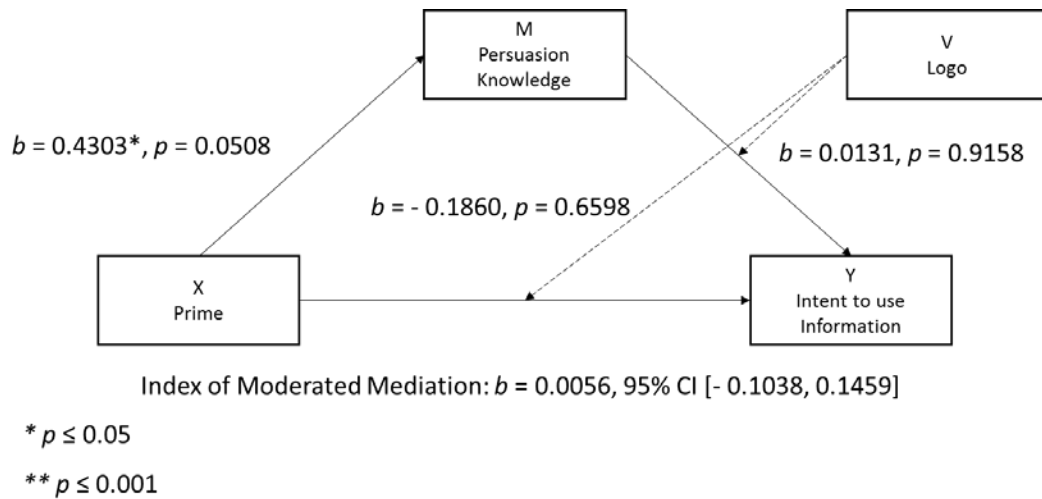 M
Persuasion
Knowledge
V
Logo
b = 0.4303*, p = 0.0508
b = 0.0131, p = 0.9158
b = - 0.1860, p = 0.6598
X
Prime
Y
Intent to use
Information
Index of Moderated Mediation: b = 0.0056, 95% CI [- 0.1038, 0.1459]
* p ≤ 0.05
** p ≤ 0.001